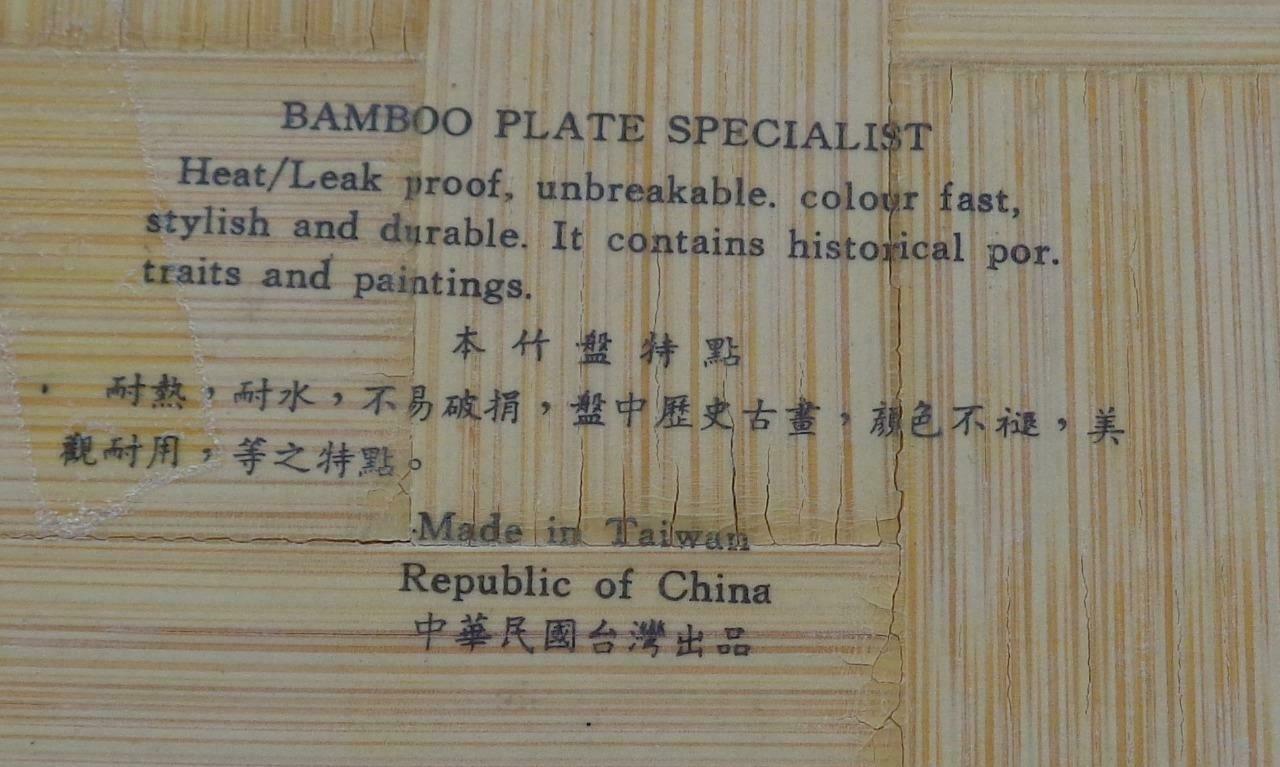 BAMBOO PLATE SPECIALIST
Heat/Leak proof, unbreakable. colour fast,
stylish and durable. It contains historical por.
traits and paintings.
本竹盤特點
耐熱，耐水，不易破捐，盤中歷史古畫，顏色不褪，美
觀耐用，等之特點。
Made in Taiwan
Republic of China
中華民國台灣出品